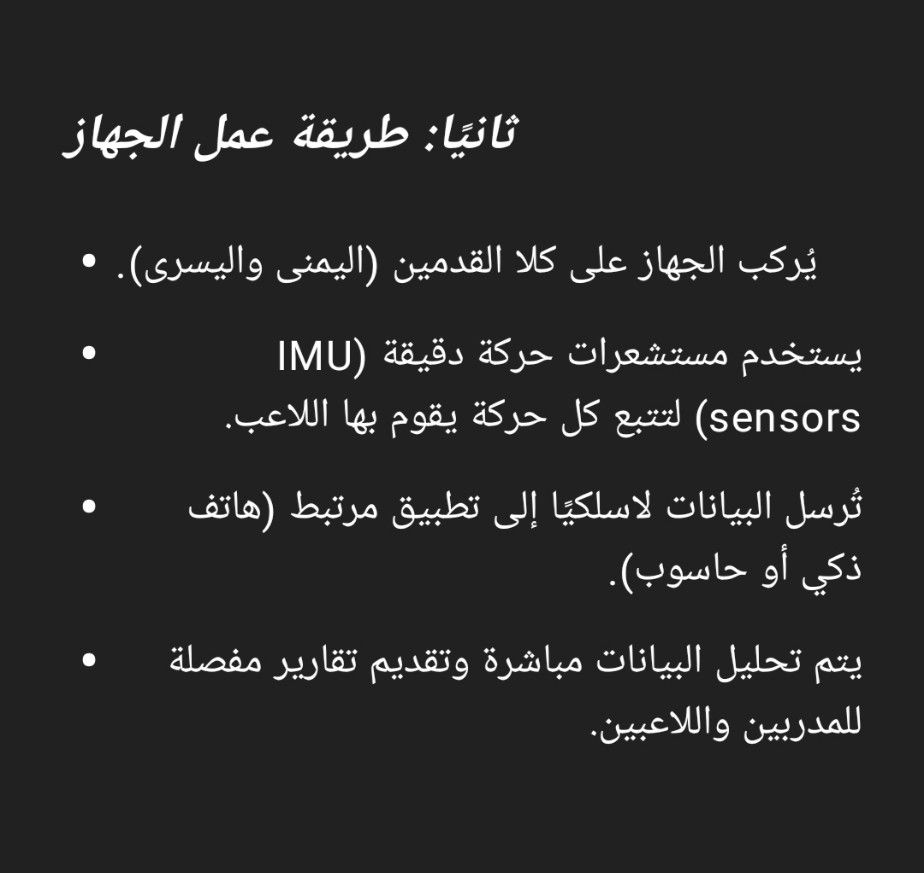 ثانيًا: طريقة عمل الجهاز
• يُركب الجهاز على كلا القدمين (اليمنى واليسرى).
• يستخدم مستشعرات حركة دقيقة (IMU
sensors) لتتبع كل حركة يقوم بها اللاعب.
• تُرسل البيانات لاسلكيًا إلى تطبيق مرتبط (هاتف
ذكي أو حاسوب).
• يتم تحليل البيانات مباشرة وتقديم تقارير مفصلة
للمدربين واللاعبين.